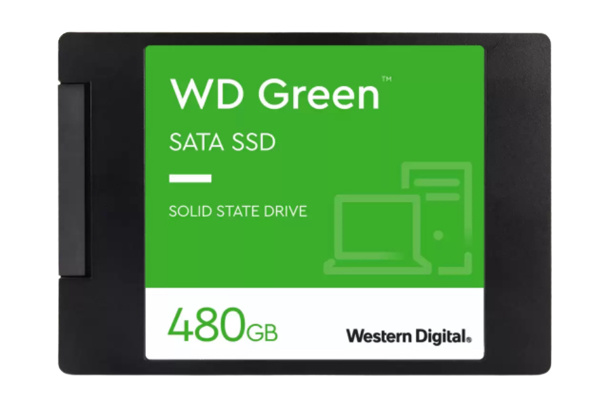 WD Green™
SATA SSD
SOLID STATE DRIVE
480GB
Western Digital®